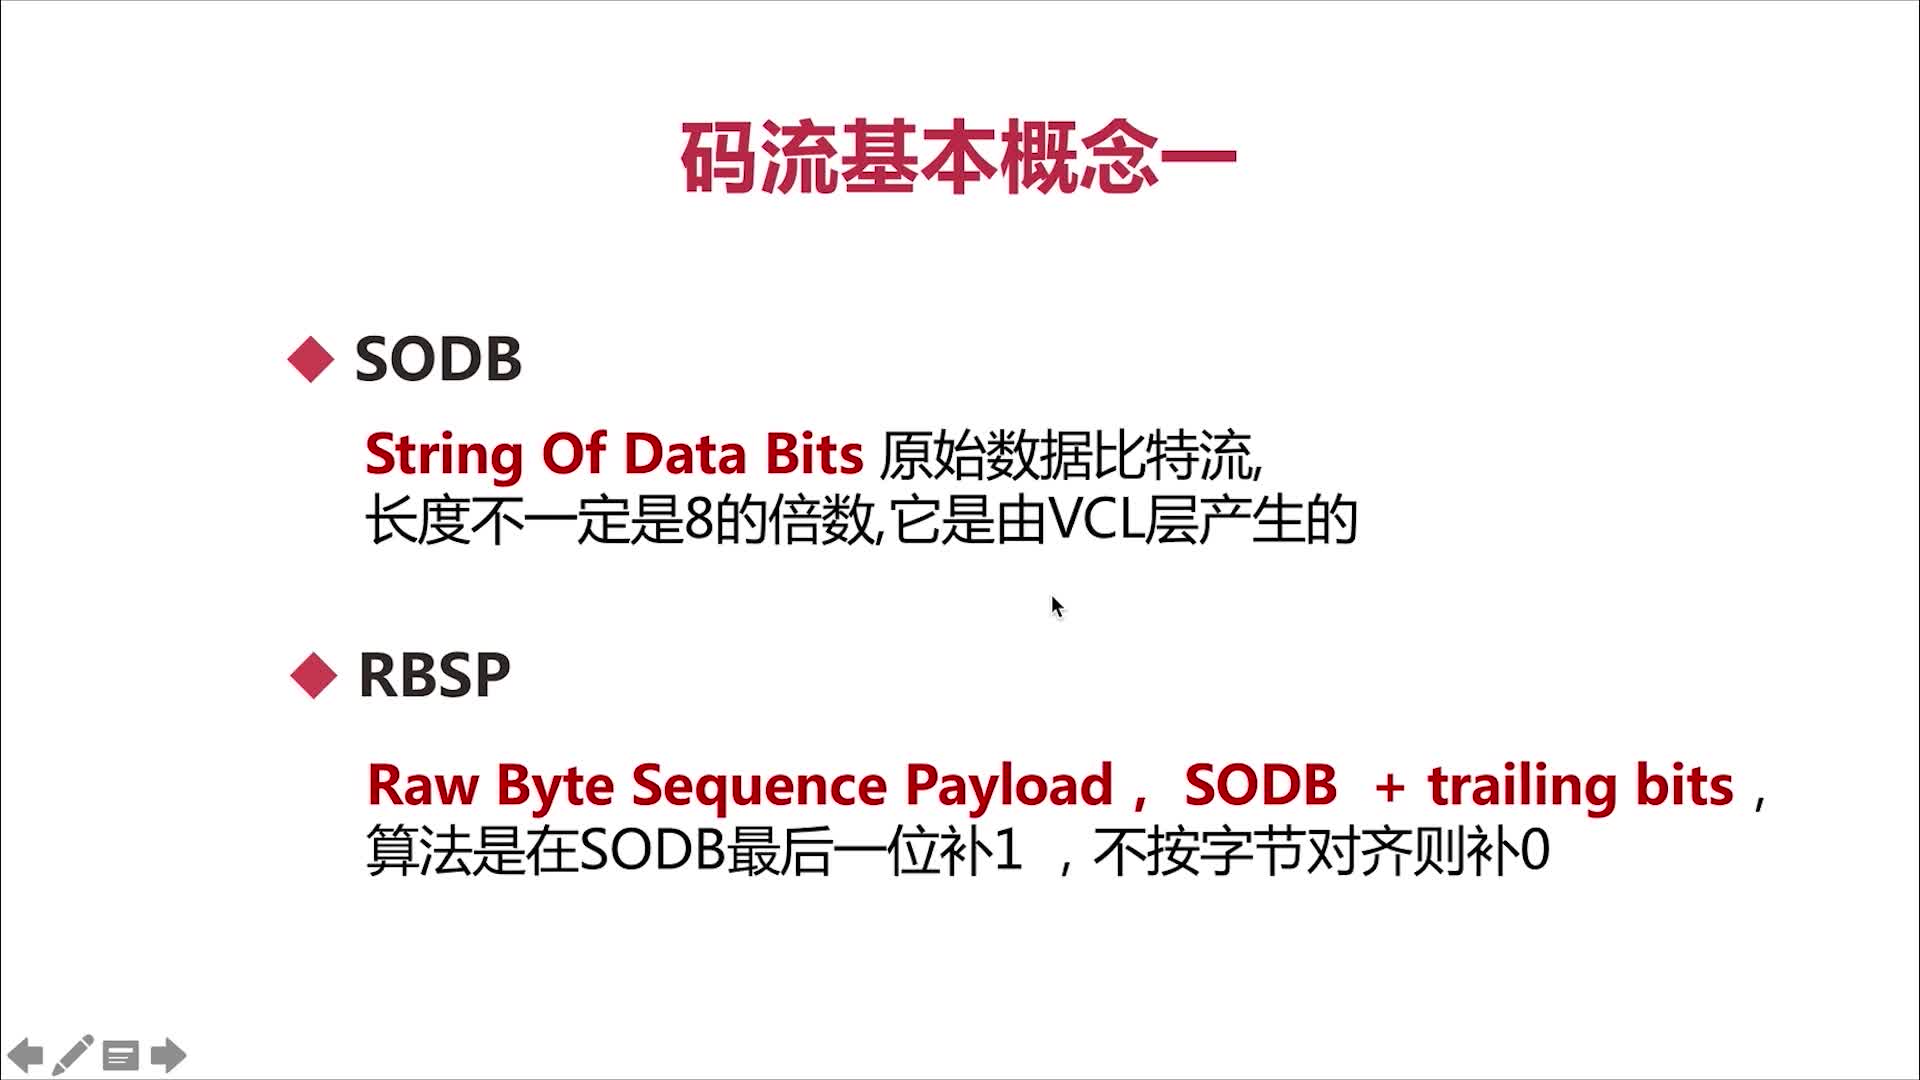 码流基本概念一
SODB
String Of Data Bits 原始数据比特流,
长度不一定是8的倍数,它是由VCL层产生的
RBSP
Raw Byte Sequence Payload， SODB + trailing bits，
算法是在SODB最后一位补1 ，不按字节对齐则补0